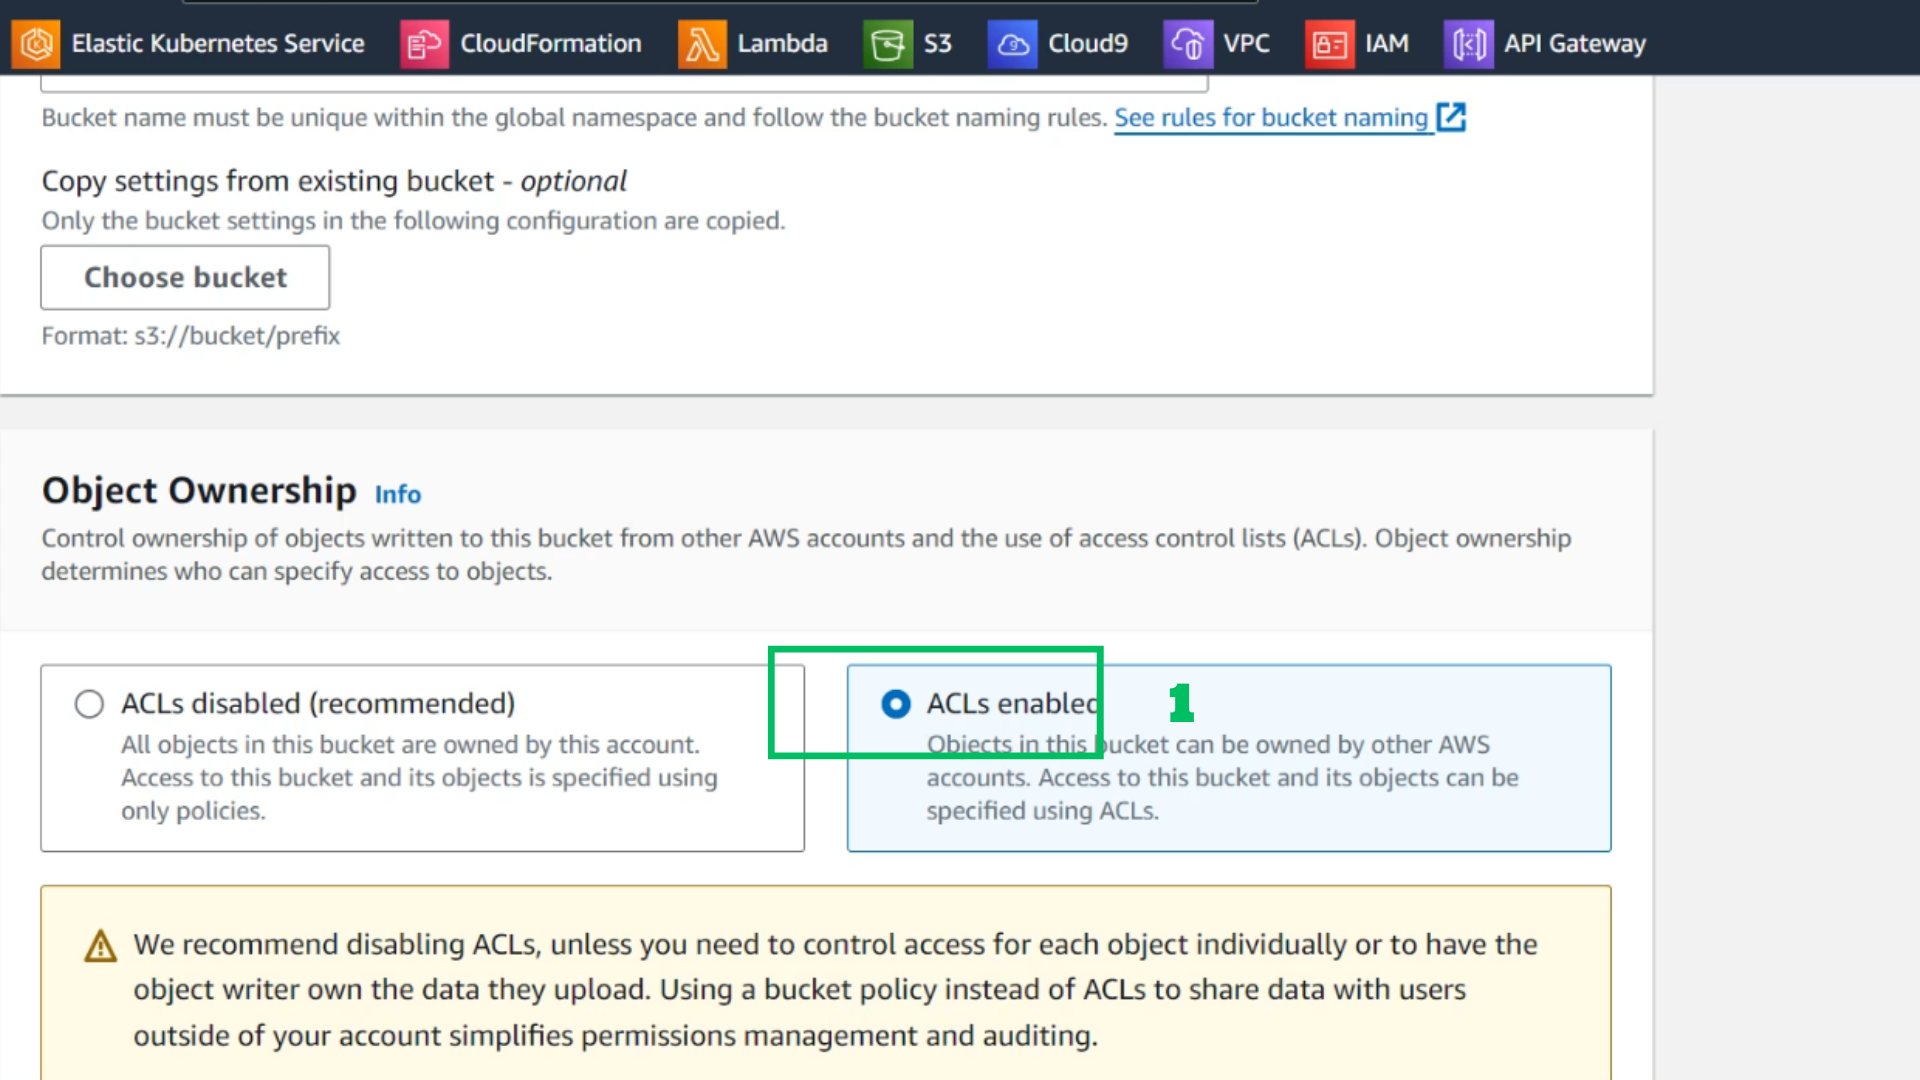 Elastic Kubernetes Service CloudFormation Lambda S3 Cloud9 VPC IAM API Gateway
Bucket name must be unique within the global namespace and follow the bucket naming rules. See rules for bucket naming
Copy settings from existing bucket - optional
Only the bucket settings in the following configuration are copied.
Choose bucket
Format: s3://bucket/prefix
Object Ownership Info
Control ownership of objects written to this bucket from other AWS accounts and the use of access control lists (ACLs). Object ownership
determines who can specify access to objects.
ACLs disabled (recommended)
All objects in this bucket are owned by this account.
Access to this bucket and its objects is specified using
only policies.
ACLs enabled
1
Objects in this bucket can be owned by other AWS
accounts. Access to this bucket and its objects can be
specified using ACLs.
We recommend disabling ACLs, unless you need to control access for each object individually or to have the
object writer own the data they upload. Using a bucket policy instead of ACLs to share data with users
outside of your account simplifies permissions management and auditing.